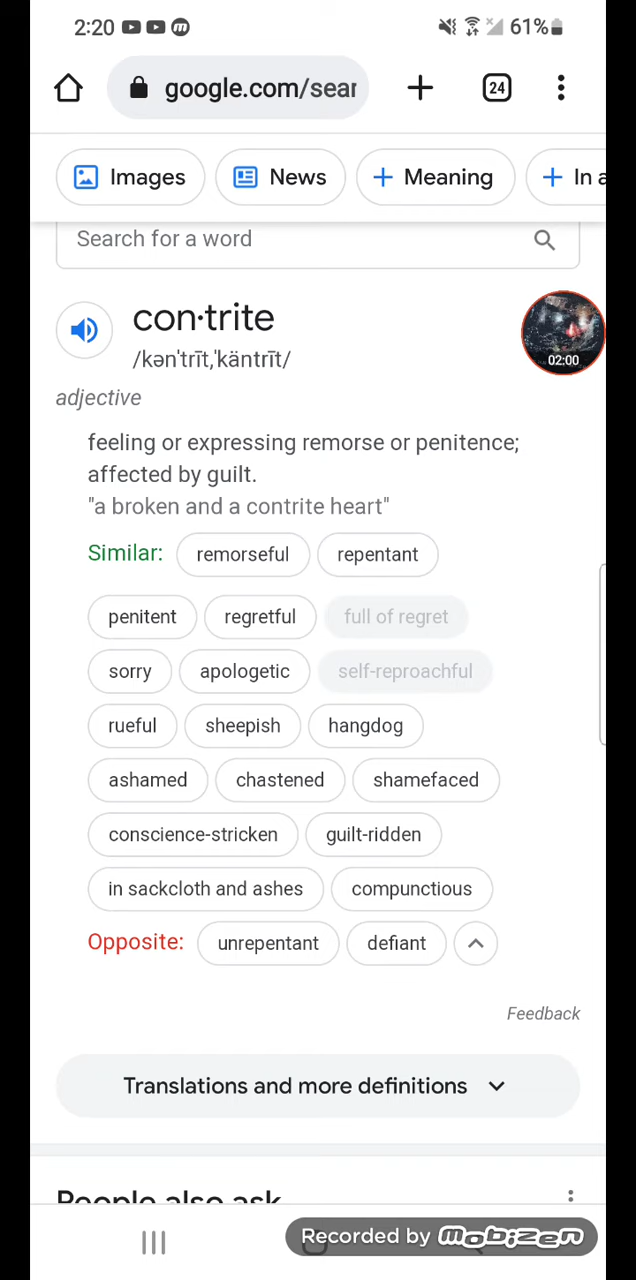 2:20 61%
google.com/sear 24
Images News + Meaning + In a
Search for a word
con·trite
/kənˈtrīt,ˈkäntrīt/
02:00
adjective
feeling or expressing remorse or penitence;
affected by guilt.
"a broken and a contrite heart"
Similar: remorseful repentant
penitent regretful full of regret
sorry apologetic self-reproachful
rueful sheepish hangdog
ashamed chastened shamefaced
conscience-stricken guilt-ridden
in sackcloth and ashes compunctious
Opposite: unrepentant defiant
Feedback
Translations and more definitions
People also ask
Recorded by mobizen